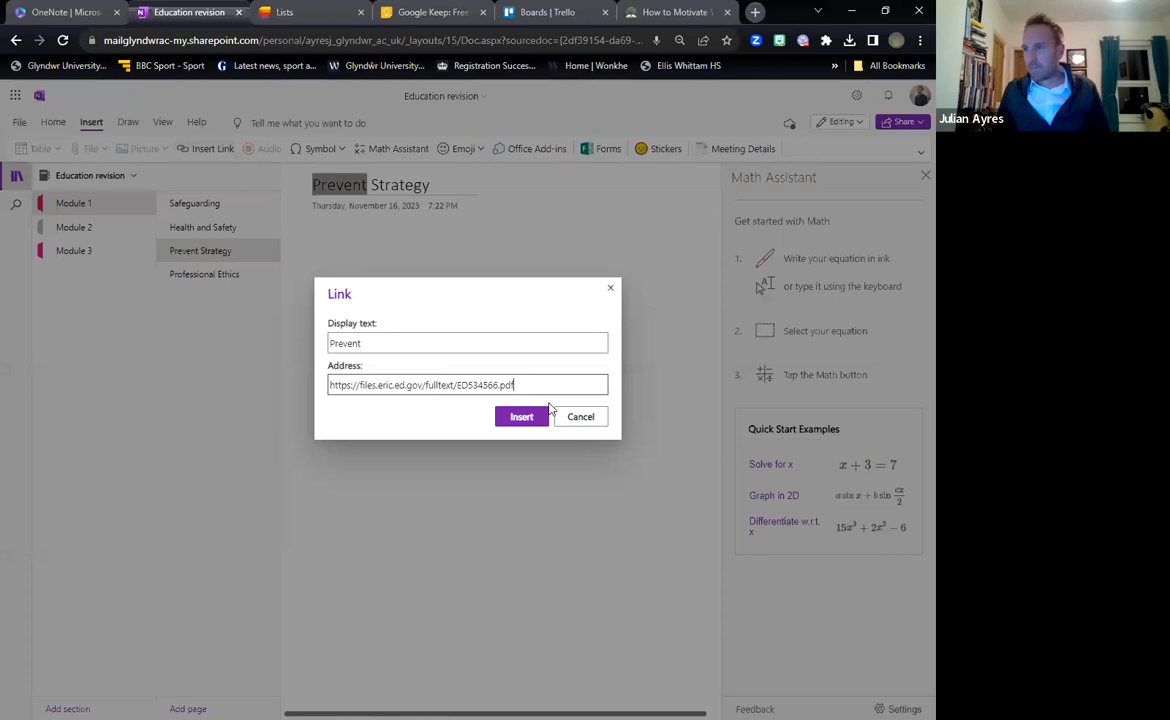 OneNote | Micros
Education revision
Lists
Google Keep: Free
Boards | Trello
How to Motivate
mailglyndwrac-my.sharepoint.com/personal/ayresj_glyndwr_ac_uk/_layouts/15/Doc.aspx?sourcedoc={2df39154-da69-
Glyndwr University...
BBC Sport - Sport
Latest news, sport a...
Glyndŵr University...
Registration Succes...
Home | Wonkhe
Ellis Whittam HS
»
All Bookmarks
Julian Ayres
Education revision
File Home Insert Draw View Help Tell me what you want to do
Editing
Share
Table File Picture Insert Link Audio Symbol Math Assistant Emoji Office Add-ins Forms Stickers Meeting Details
Education revision
Module 1
Module 2
Module 3
Safeguarding
Health and Safety
Prevent Strategy
Professional Ethics
Prevent Strategy
Thursday, November 16, 2023 7:22 PM
Link
Display text:
Prevent
Address:
https://files.eric.ed.gov/fulltext/ED534566.pdf
Insert
Cancel
Math Assistant
Get started with Math
1. Write your equation in ink
or type it using the keyboard
2. Select your equation
3. Tap the Math button
Quick Start Examples
Solve for x x + 3 = 7
Graph in 2D
Differentiate w.r.t. x 15x³ + 2x² − 6
Add section
Add page
Feedback
Settings